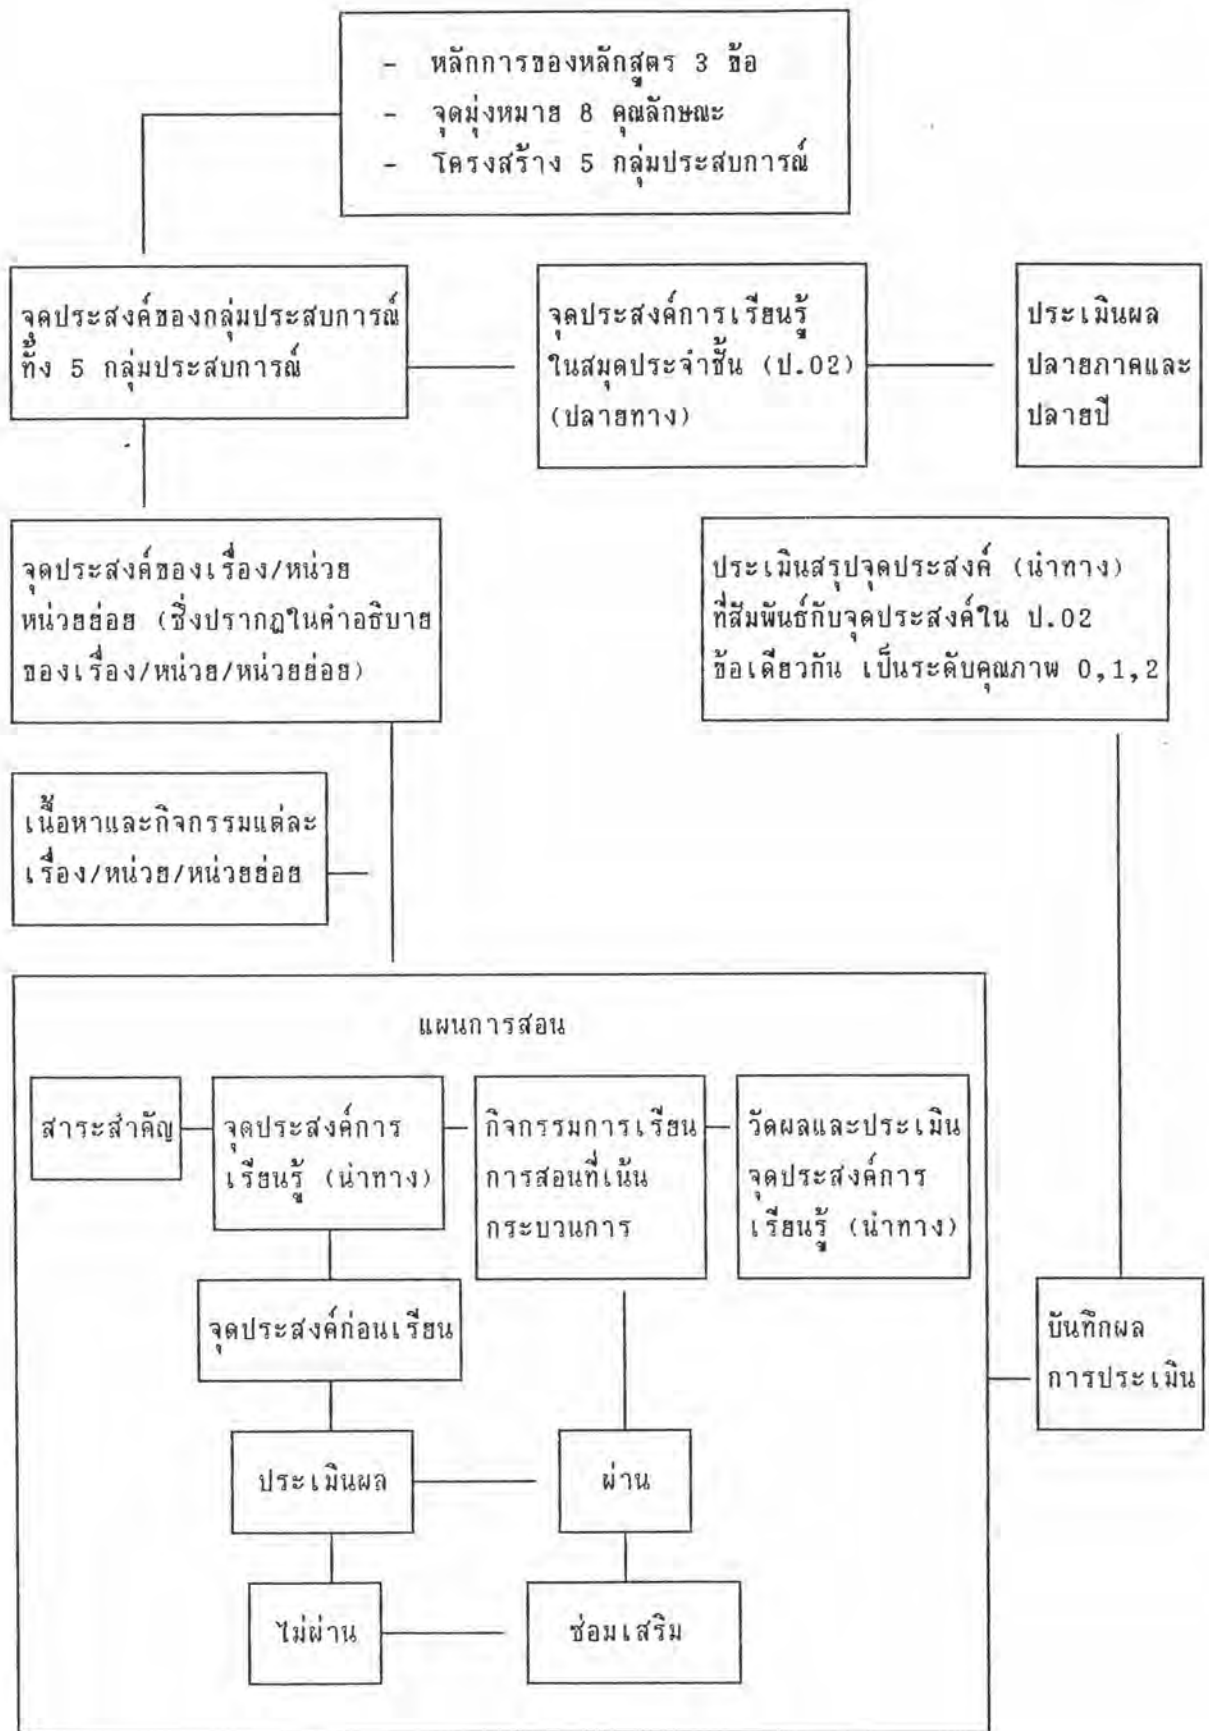 - หลักการของหลักสูตร 3 ข้อ
- จุดมุ่งหมาย 8 คุณลักษณะ
- โครงสร้าง 5 กลุ่มประสบการณ์
จุดประสงค์ของกลุ่มประสบการณ์
ทั้ง 5 กลุ่มประสบการณ์
จุดประสงค์การเรียนรู้
ในสมุดประจำชั้น (ป.02)
(ปลายทาง)
ประเมินผล
ปลายภาคและ
ปลายปี
จุดประสงค์ของเรื่อง/หน่วย
หน่วยย่อย (ซึ่งปรากฏในคำอธิบาย
ของเรื่อง/หน่วย/หน่วยย่อย)
ประเมินสรุปจุดประสงค์ (นำทาง)
ที่สัมพันธ์กับจุดประสงค์ใน ป.02
ข้อเดียวกัน เป็นระดับคุณภาพ 0,1,2
เนื้อหาและกิจกรรมแต่ละ
เรื่อง/หน่วย/หน่วยย่อย
แผนการสอน
สาระสำคัญ
จุดประสงค์การ
เรียนรู้ (นำทาง)
กิจกรรมการเรียน
การสอนที่เน้น
กระบวนการ
วัดผลและประเมิน
จุดประสงค์การ
เรียนรู้ (นำทาง)
จุดประสงค์ก่อนเรียน
บันทึกผล
การประเมิน
ประเมินผล
ผ่าน
ไม่ผ่าน
ซ่อมเสริม